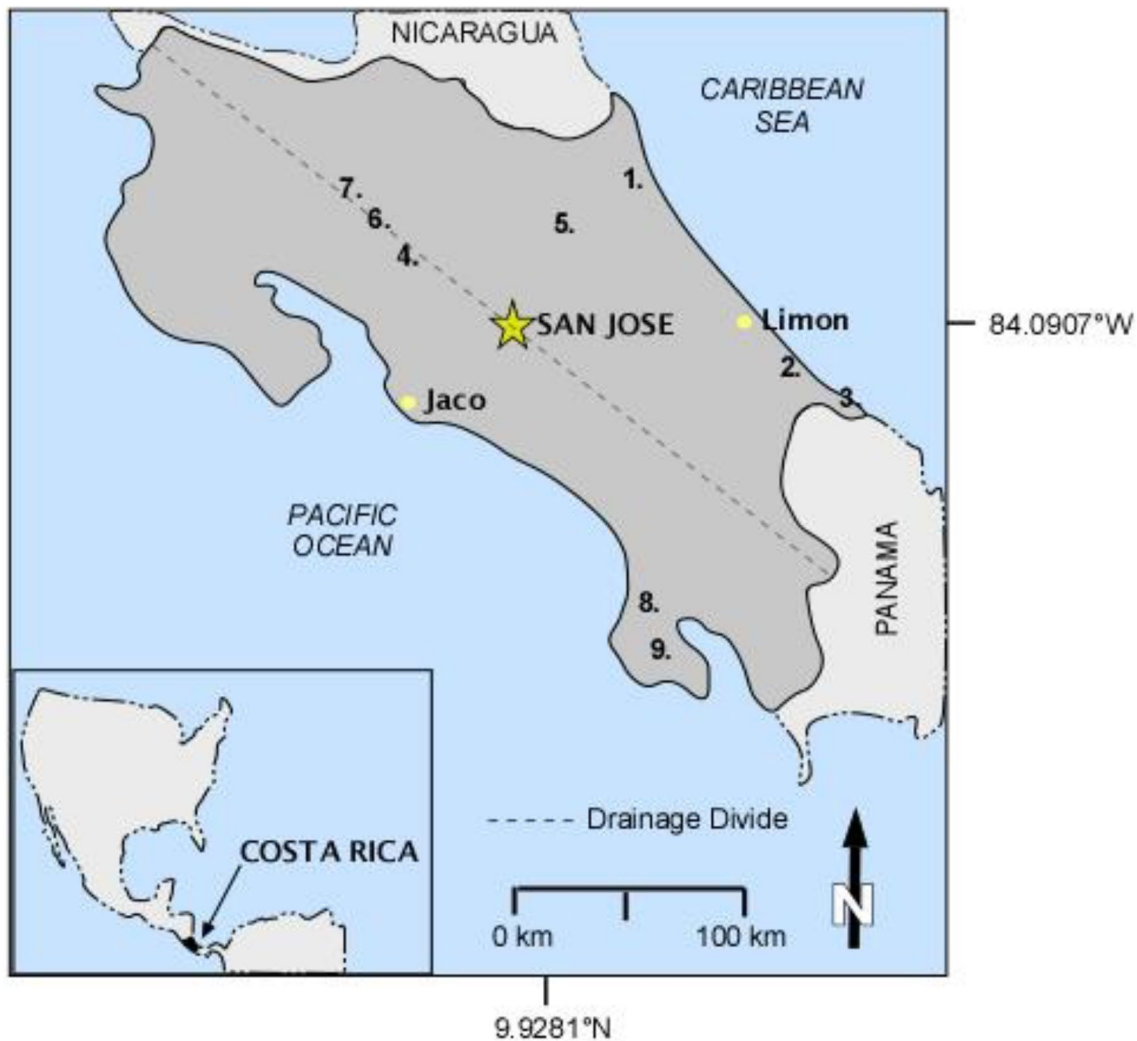 NICARAGUA
CARIBBEAN
SEA
1.
7.
6.
5.
4.
SAN JOSE
Limon
84.0907°W
2.
3.
Jaco
PACIFIC
OCEAN
PANAMA
8.
9.
Drainage Divide
COSTA RICA
N
0 km
100 km
9.9281°N